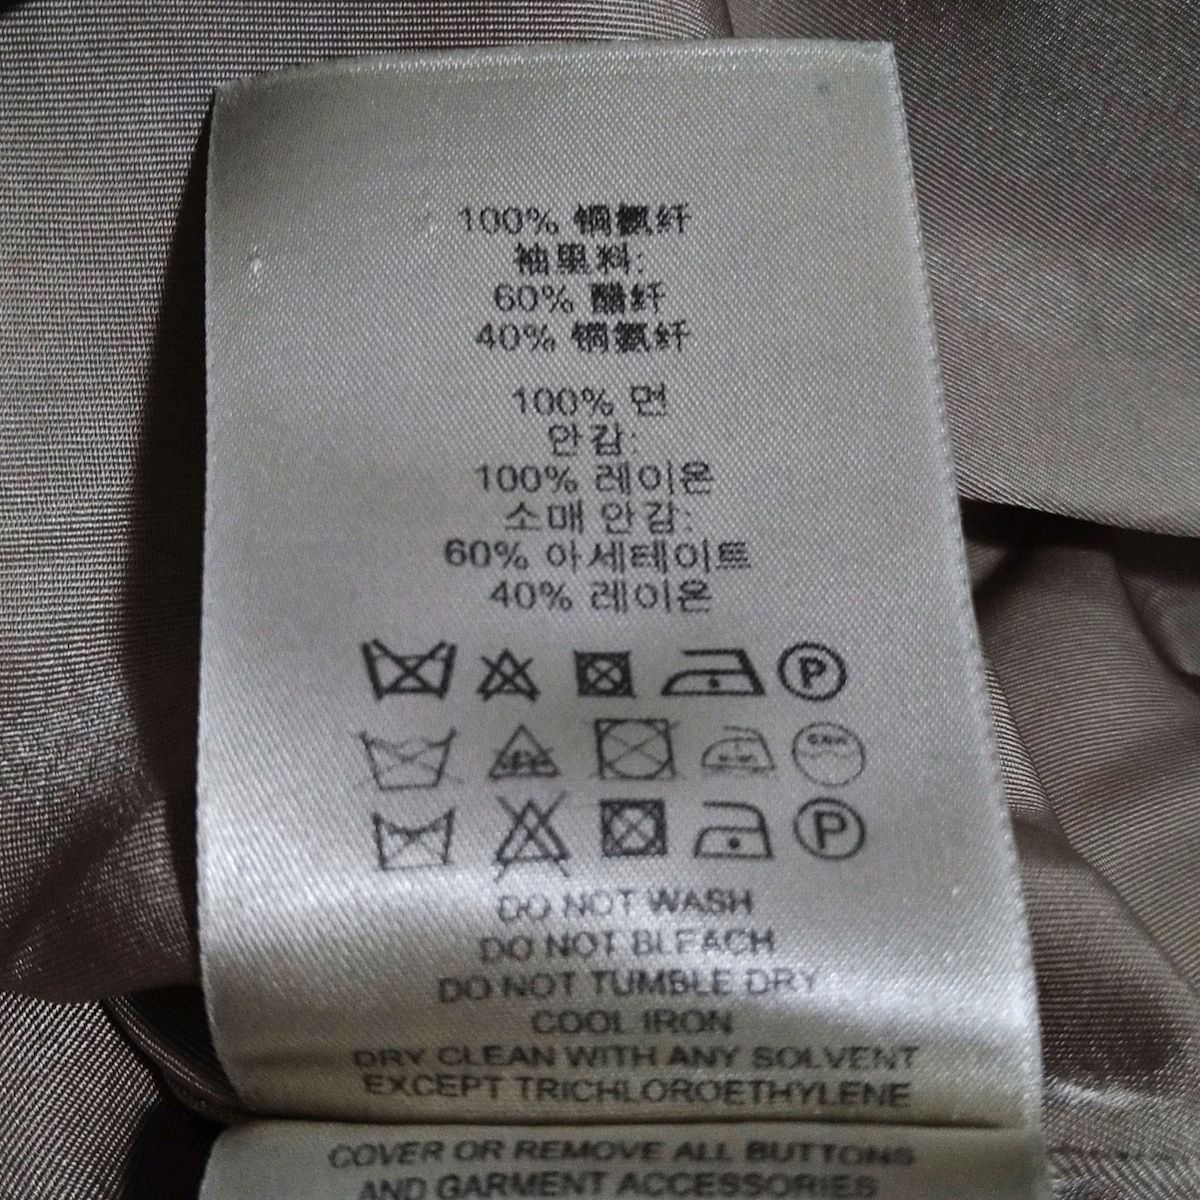 100% 铜氨纤
袖里料:
60% 醋纤
40% 铜氨纤
100% 면
안감:
100% 레이온
소매 안감:
60% 아세테이트
40% 레이온
P
P
DO NOT WASH
DO NOT BLEACH
DO NOT TUMBLE DRY
COOL IRON
DRY CLEAN WITH ANY SOLVENT
EXCEPT TRICHLOROETHYLENE
COVER OR REMOVE ALL BUTTONS
AND GARMENT ACCESSORIES